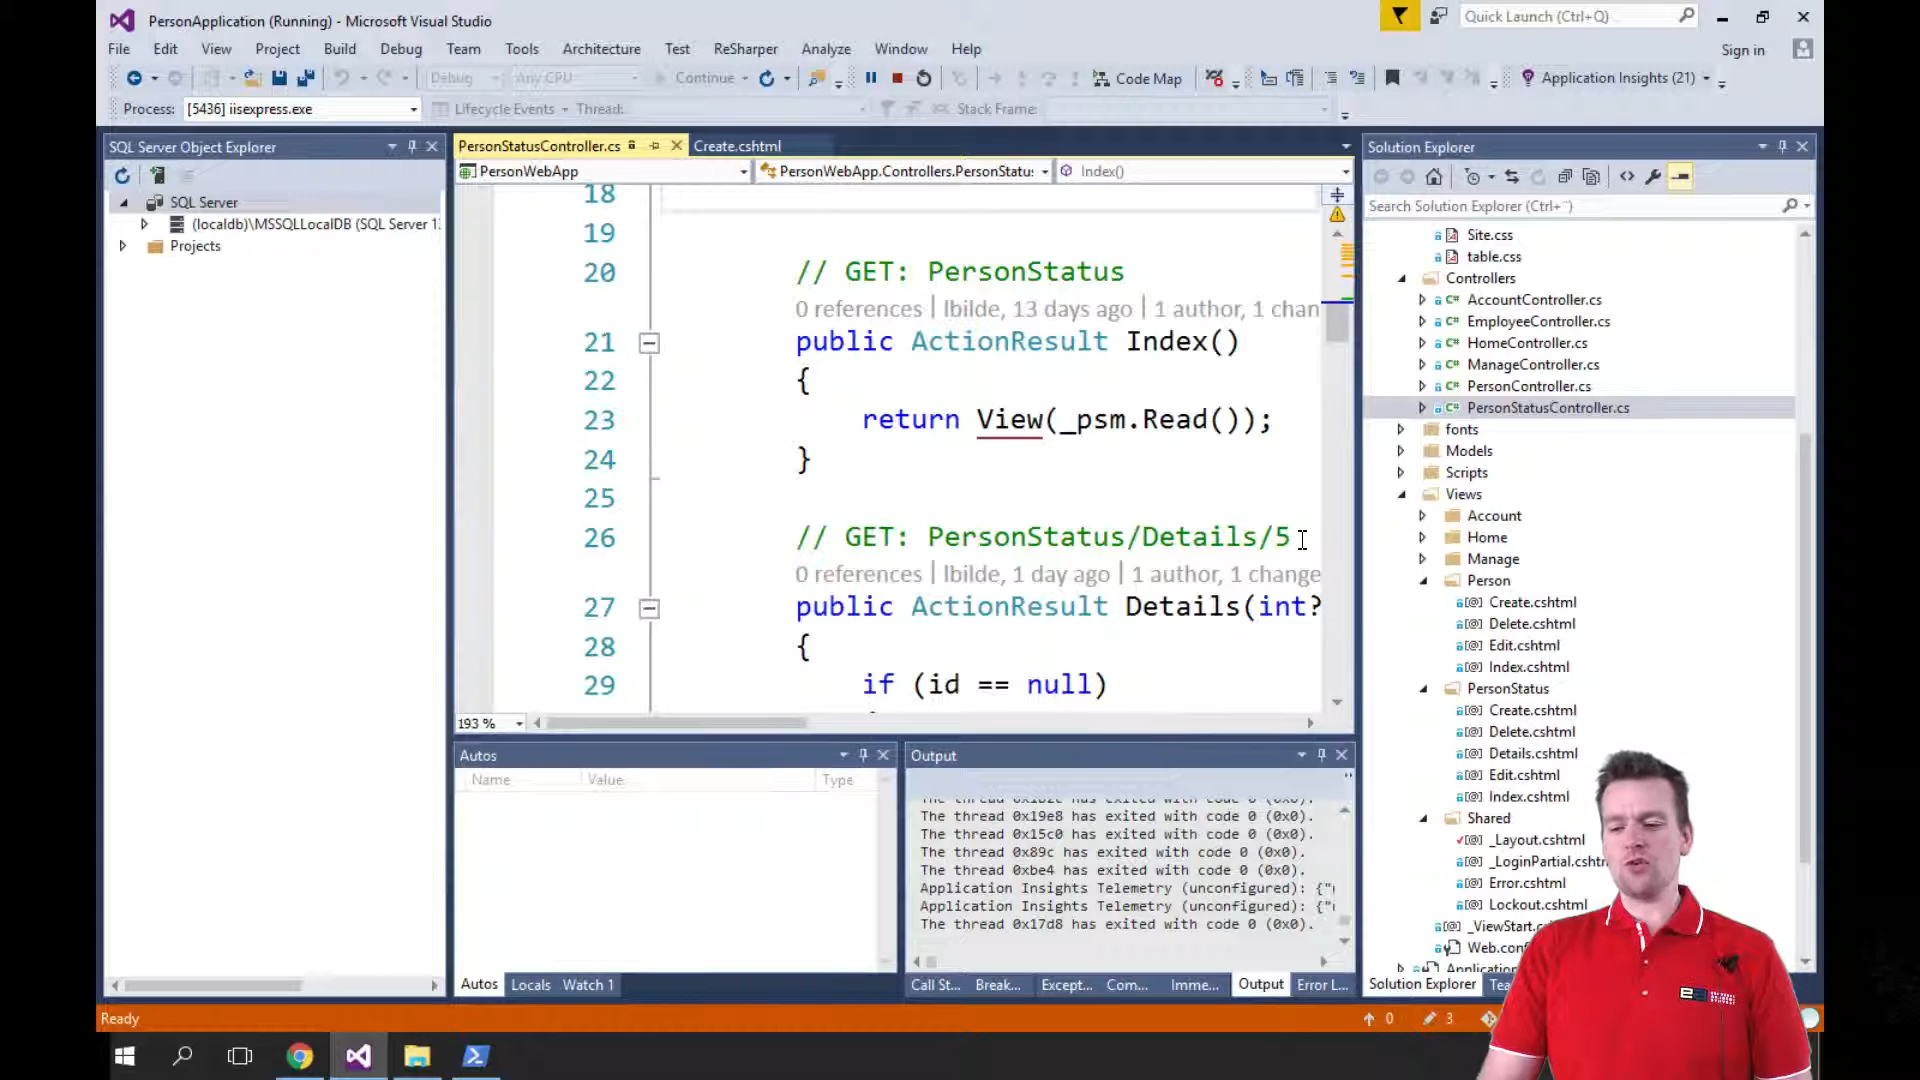 PersonApplication (Running) - Microsoft Visual Studio
Quick Launch (Ctrl+Q)
File Edit View Project Build Debug Team Tools Architecture Test ReSharper Analyze Window Help
Sign in
Debug Any CPU Continue Code Map Application Insights (21)
Process: [5436] iisexpress.exe Lifecycle Events Thread: Stack Frame:
SQL Server Object Explorer
SQL Server
(localdb)\MSSQLLocalDB (SQL Server 1
Projects
PersonStatusController.cs Create.cshtml
PersonWebApp PersonWebApp.Controllers.PersonStatu Index()
18
19
20 // GET: PersonStatus
0 references | lbilde, 13 days ago | 1 author, 1 chan
21 public ActionResult Index()
22 {
23 return View(_psm.Read());
24 }
25
26 // GET: PersonStatus/Details/5
0 references | lbilde, 1 day ago | 1 author, 1 change
27 public ActionResult Details(int?
28 {
29 if (id == null)
193 %
Autos
Name Value Type
Autos Locals Watch 1
Output
The thread 0x19e8 has exited with code 0 (0x0).
The thread 0x15c0 has exited with code 0 (0x0).
The thread 0x89c has exited with code 0 (0x0).
The thread 0xbe4 has exited with code 0 (0x0).
Application Insights Telemetry (unconfigured): {"
Application Insights Telemetry (unconfigured): {"
The thread 0x17d8 has exited with code 0 (0x0).
Call St... Break... Except... Com... Imme... Output Error L...
Solution Explorer
Search Solution Explorer (Ctrl+¨)
Site.css
table.css
Controllers
AccountController.cs
EmployeeController.cs
HomeController.cs
ManageController.cs
PersonController.cs
PersonStatusController.cs
fonts
Models
Scripts
Views
Account
Home
Manage
Person
Create.cshtml
Delete.cshtml
Edit.cshtml
Index.cshtml
PersonStatus
Create.cshtml
Delete.cshtml
Details.cshtml
Edit.cshtml
Index.cshtml
Shared
_Layout.cshtml
_LoginPartial.csht
Error.cshtml
Lockout.cshtml
_ViewStart.c
Web.con
Applicatio
Solution Explorer Tea
Ready
0 3